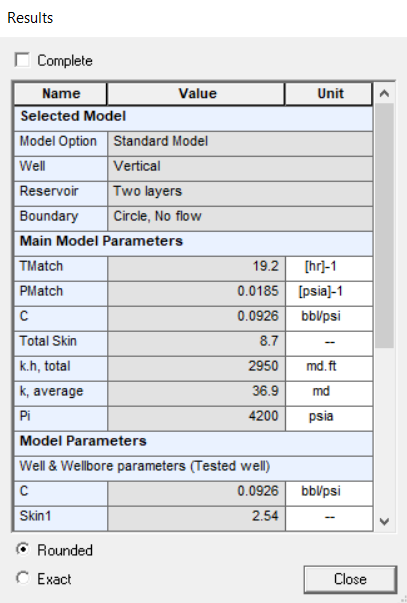 Results
Complete
Name Value Unit
Selected Model
Model Option Standard Model
Well Vertical
Reservoir Two layers
Boundary Circle, No flow
Main Model Parameters
TMatch 19.2 [hr]-1
PMatch 0.0185 [psia]-1
C 0.0926 bbl/psi
Total Skin 8.7 --
k.h, total 2950 md.ft
k, average 36.9 md
Pi 4200 psia
Model Parameters
Well & Wellbore parameters (Tested well)
C 0.0926 bbl/psi
Skin1 2.54 --
Rounded
Exact
Close